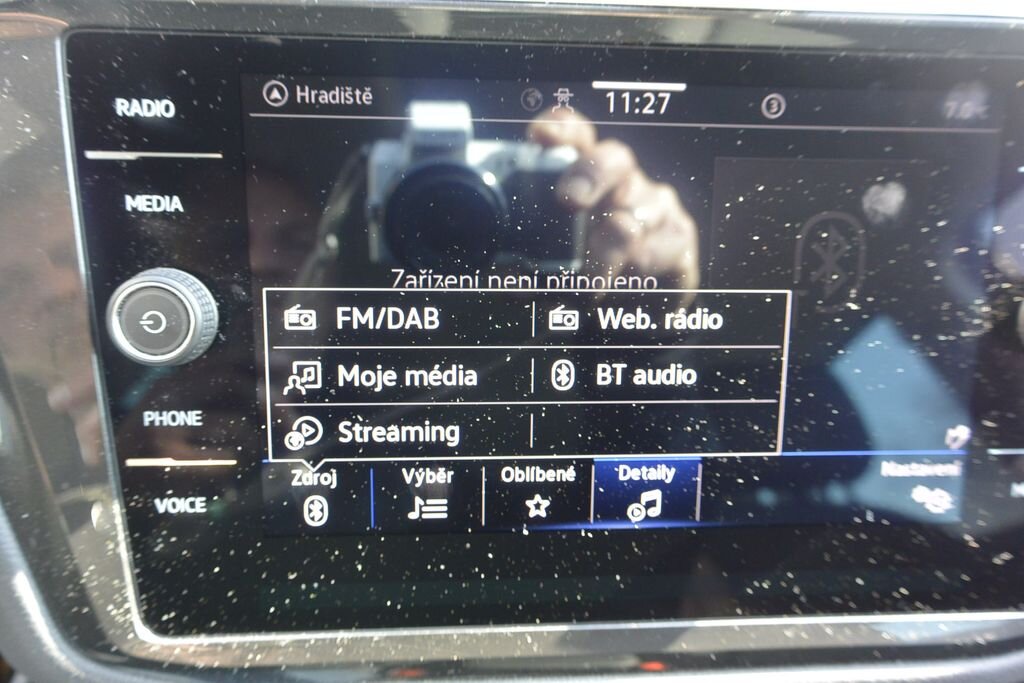 RADIO
MEDIA
PHONE
VOICE
Hradiště
11:27
3
Zařízení není připojeno
FM/DAB
Web. rádio
Moje média
BT audio
Streaming
Zdroj
Výběr
Oblíbené
Detaily
Nastavení